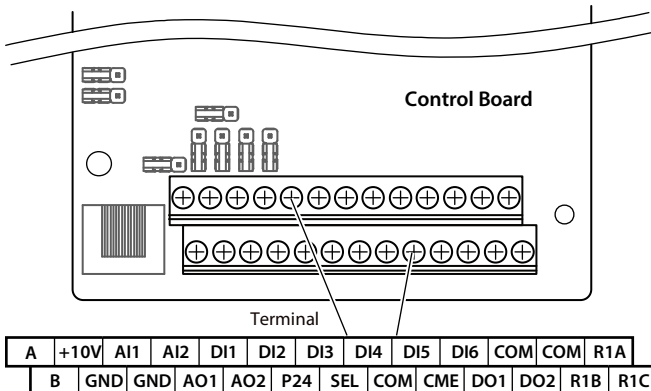 Control Board
Terminal
A +10V AI1 AI2 DI1 DI2 DI3 DI4 DI5 DI6 COM COM R1A
B GND GND AO1 AO2 P24 SEL COM CME DO1 DO2 R1B R1C